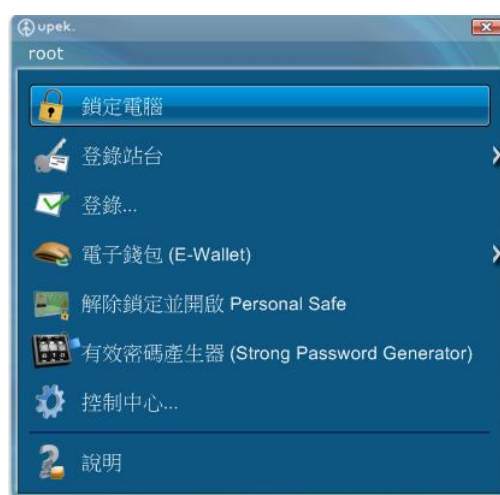 upek.
root
鎖定電腦
登錄站台
登錄...
電子錢包 (E-Wallet)
解除鎖定並開啟 Personal Safe
有效密碼產生器 (Strong Password Generator)
控制中心...
說明